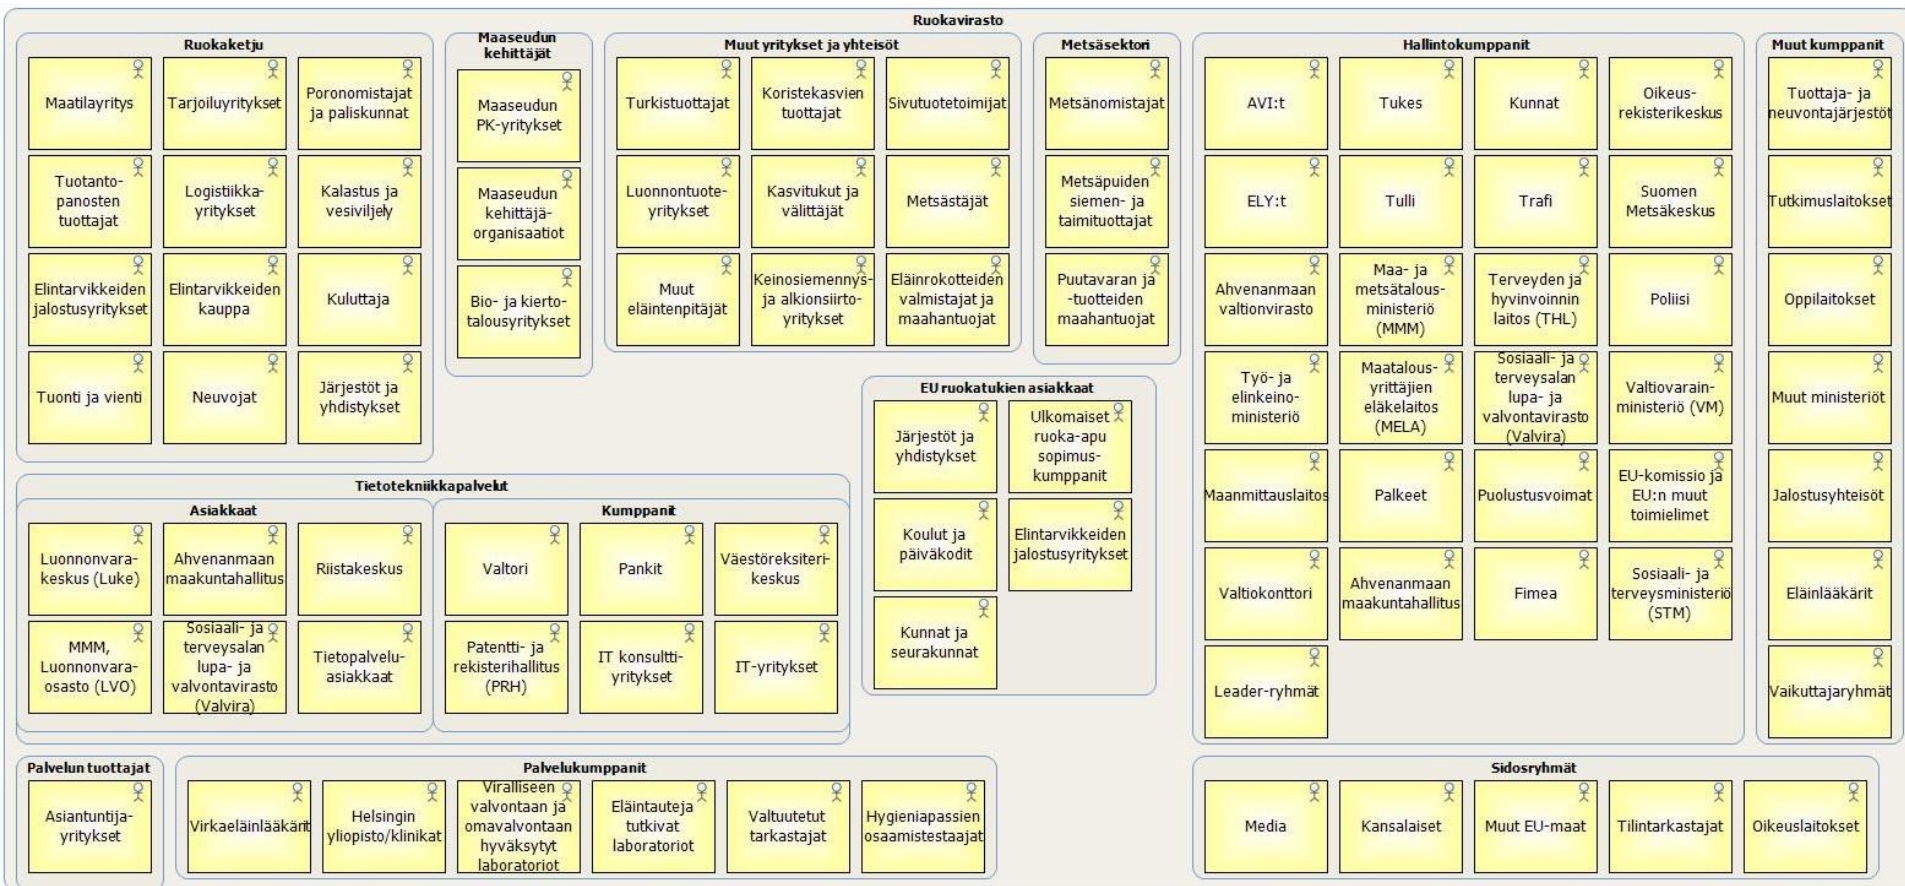 Ruokavirasto
Ruokaketju
Maatilayritys
Tarjoiluyritykset
Poronomistajat
ja paliskunnat
Tuotanto-
panosten
tuottajat
Logistiikka-
yritykset
Kalastus ja
vesiviljely
Elintarvikkeiden
jalostusyritykset
Elintarvikkeiden
kauppa
Kuluttaja
Tuonti ja vienti
Neuvojat
Järjestöt ja
yhdistykset
Maaseudun
kehittäjät
Maaseudun
PK-yritykset
Maaseudun
kehittäjä-
organisaatiot
Bio- ja kierto-
talousyritykset
Muut yritykset ja yhteisöt
Turkistuottajat
Koristekasvien
tuottajat
Sivutuotetoimijat
Luonnontuote-
yritykset
Kasvitukut ja
välittäjät
Metsästäjät
Muut
eläintenpitäjät
Keinosiemennys-
ja alkionsiirto-
yritykset
Eläinrokotteiden
valmistajat ja
maahantuojat
Metsäsektori
Metsänomistajat
Metsäpuiden
siemen- ja
taimituottajat
Puutavaran ja
-tuotteiden
maahantuojat
Hallintokumppanit
AVI:t
Tukes
Kunnat
Oikeus-
rekisterikeskus
ELY:t
Tulli
Trafi
Suomen
Metsäkeskus
Ahvenanmaan
valtionvirasto
Maa- ja
metsätalous-
ministeriö
(MMM)
Terveyden ja
hyvinvoinnin
laitos (THL)
Poliisi
Työ- ja
elinkeino-
ministeriö
Maatalous-
yrittäjien
eläkelaitos
(MELA)
Sosiaali- ja
terveysalan
lupa- ja
valvontavirasto
(Valvira)
Valtiovarain-
ministeriö (VM)
Maanmittauslaitos
Palkeet
Puolustusvoimat
EU-komissio ja
EU:n muut
toimielimet
Valtiokonttori
Ahvenanmaan
maakuntahallitus
Fimea
Sosiaali- ja
terveysministeriö
(STM)
Leader-ryhmät
Muut kumppanit
Tuottaja- ja
neuvontajärjestöt
Tutkimuslaitokset
Oppilaitokset
Muut ministeriöt
Jalostusyhteisöt
Eläinlääkärit
Vaikuttajaryhmät
EU ruokatukien asiakkaat
Järjestöt ja
yhdistykset
Ulkomaiset
ruoka-apu
sopimus-
kumppanit
Koulut ja
päiväkodit
Elintarvikkeiden
jalostusyritykset
Kunnat ja
seurakunnat
Tietotekniikkapalvelut
Asiakkaat
Luonnonvara-
keskus (Luke)
Ahvenanmaan
maakuntahallitus
Riistakeskus
MMM,
Luonnonvara-
osasto (LVO)
Sosiaali- ja
terveysalan
lupa- ja
valvontavirasto
(Valvira)
Tietopalvelu-
asiakkaat
Kumppanit
Valtori
Pankit
Väestöreksiteri-
keskus
Patentti- ja
rekisterihallitus
(PRH)
IT konsultti-
yritykset
IT-yritykset
Palvelun tuottajat
Asiantuntija-
yritykset
Palvelukumppanit
Virkaeläinlääkärit
Helsingin
yliopisto/klinikat
Viralliseen
valvontaan ja
omavalvontaan
hyväksytyt
laboratoriot
Eläintauteja
tutkivat
laboratoriot
Valtuutetut
tarkastajat
Hygieniapassien
osaamistestaajat
Sidosryhmät
Media
Kansalaiset
Muut EU-maat
Tilintarkastajat
Oikeuslaitokset